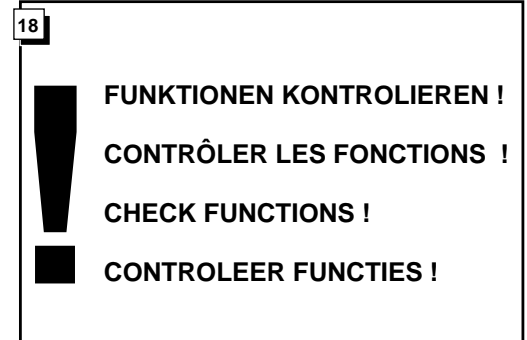 18
FUNKTIONEN KONTROLIEREN !
CONTRÔLER LES FONCTIONS !
CHECK FUNCTIONS !
CONTROLEER FUNCTIES !